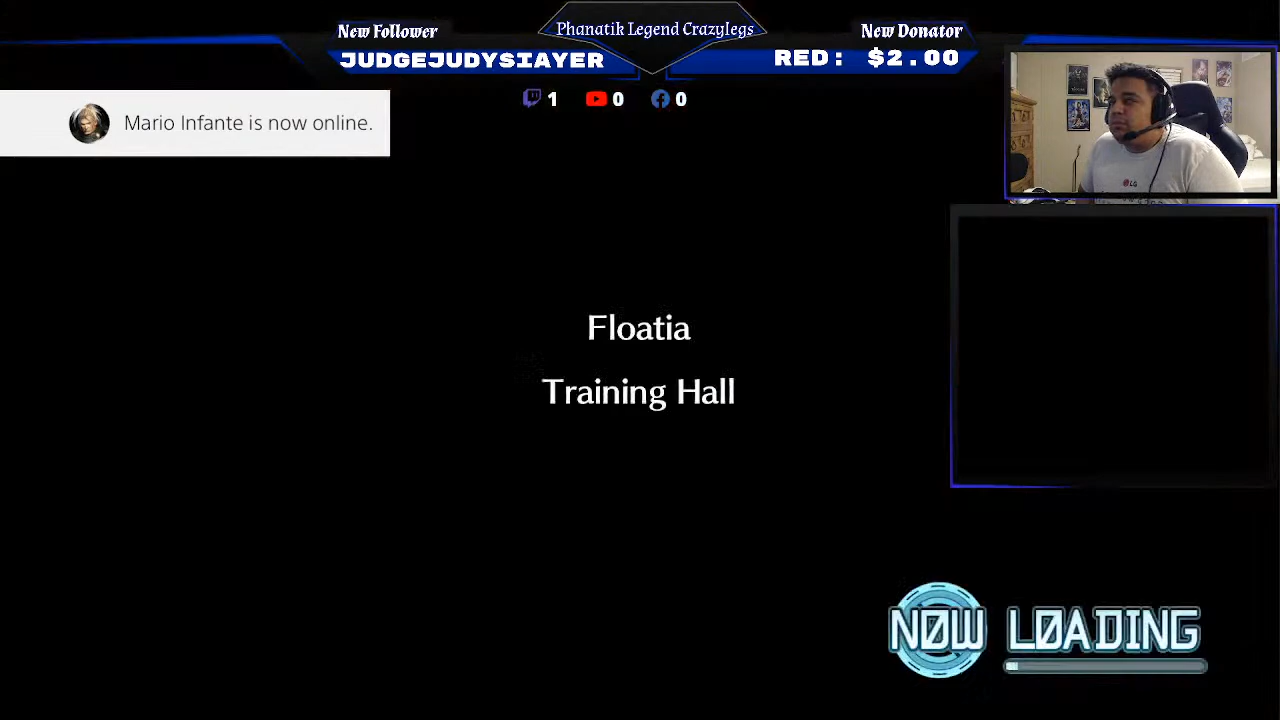 New Follower
Phanatik Legend Crazylegs
New Donator
JUDGEJUDYSIAYER
RED: $2.00
1 0 0
Mario Infante is now online.
LG
Floatia
Training Hall
NOW LOADING